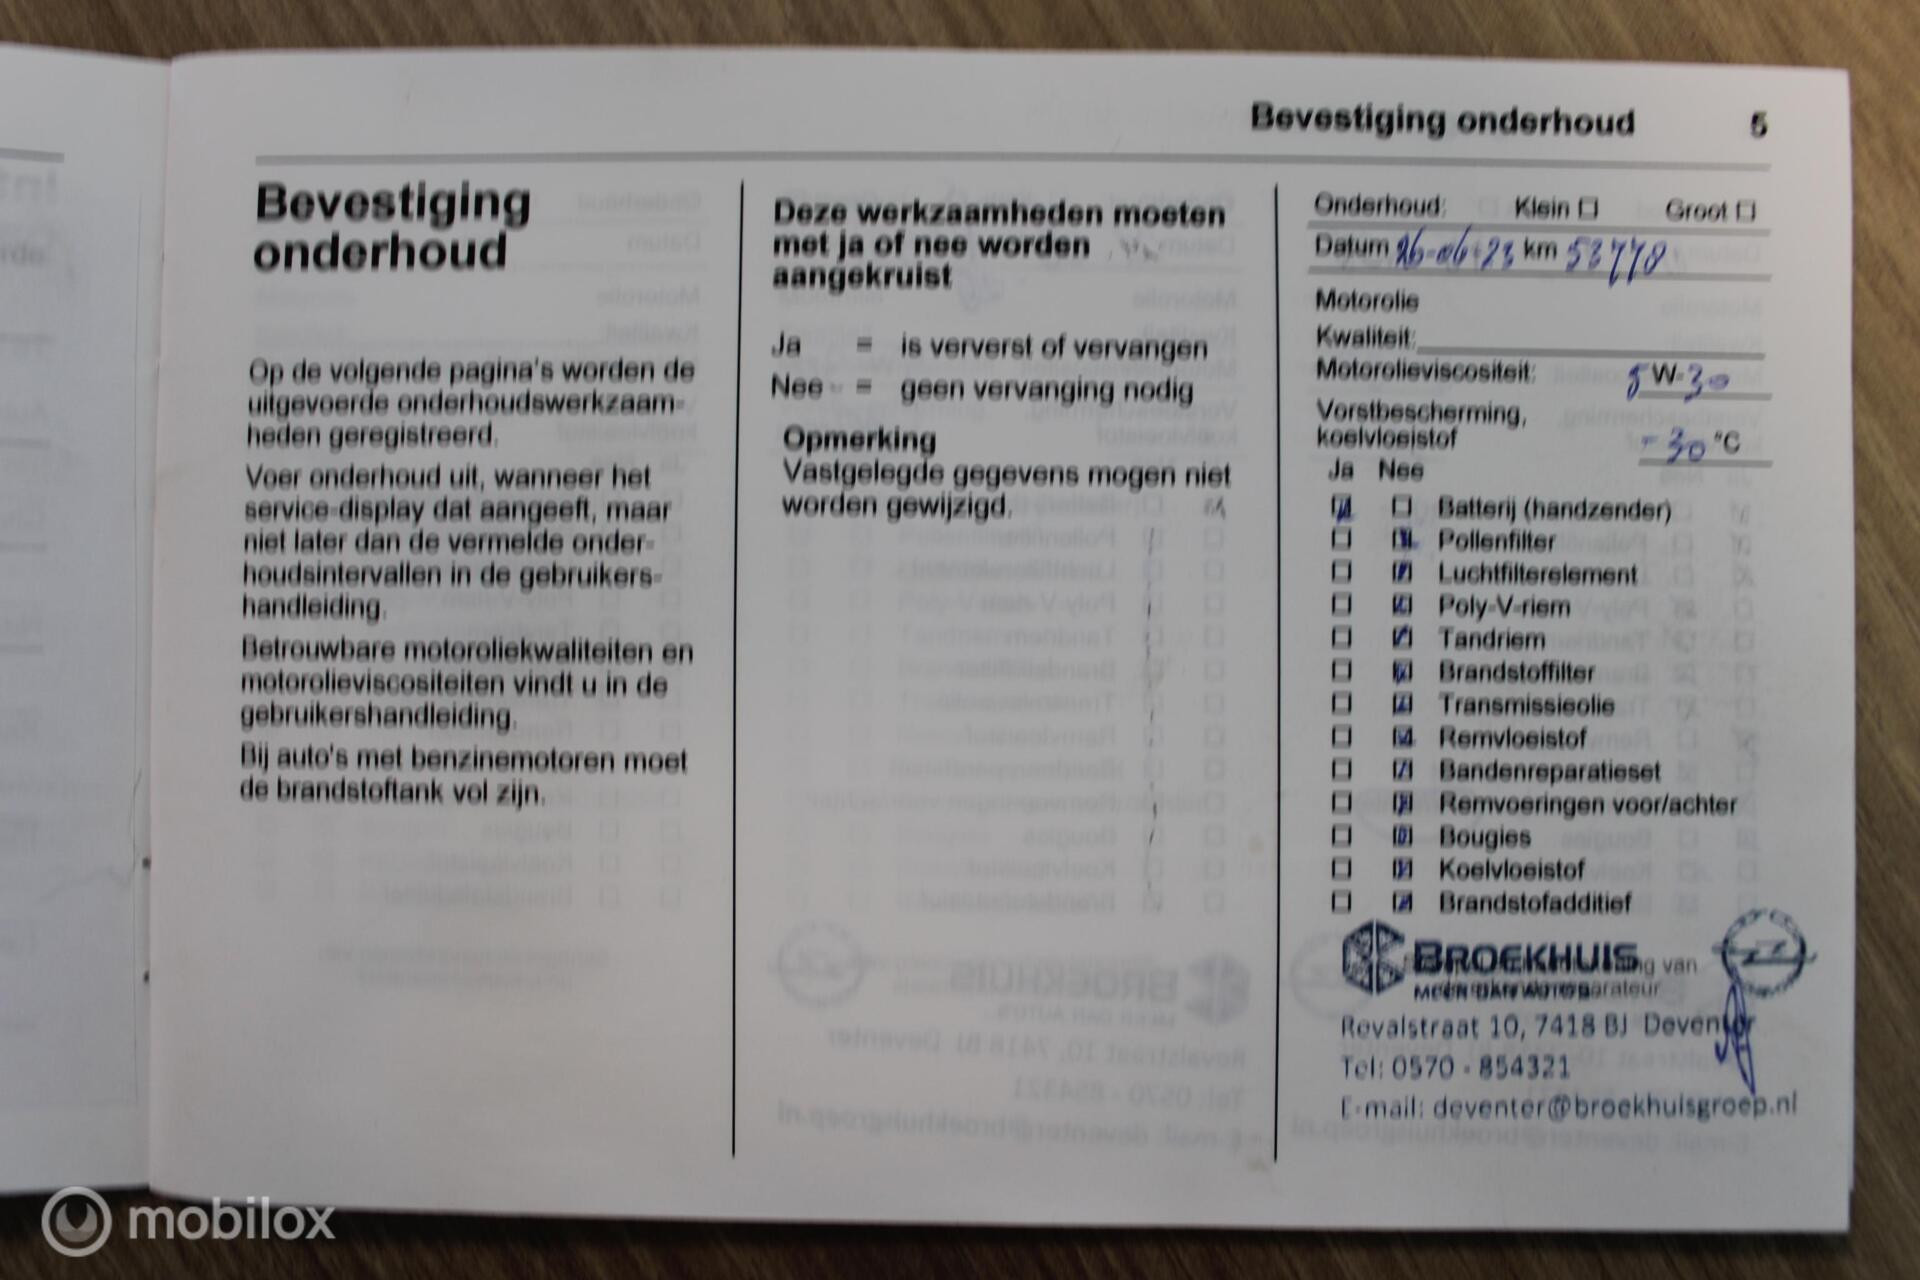 Bevestiging onderhoud 5
Bevestiging
onderhoud
Op de volgende pagina's worden de
uitgevoerde onderhoudswerkzaam-
heden geregistreerd.
Voer onderhoud uit, wanneer het
service-display dat aangeeft, maar
niet later dan de vermelde onder-
houdsintervallen in de gebruikers-
handleiding.
Betrouwbare motoroliekwaliteiten en
motorolieviscositeiten vindt u in de
gebruikershandleiding.
Bij auto's met benzinemotoren moet
de brandstoftank vol zijn.
Deze werkzaamheden moeten
met ja of nee worden
aangekruist
Ja = is ververst of vervangen
Nee = geen vervanging nodig
Opmerking
Vastgelegde gegevens mogen niet
worden gewijzigd.
Onderhoud: Klein Groot
Datum 26-06-23 km 53778
Motorolie
Kwaliteit:
Motorolieviscositeit: 5 W-30
Vorstbescherming,
koelvloeistof -30 °C
Ja Nee
Batterij (handzender)
Pollenfilter
Luchtfilterelement
Poly-V-riem
Tandriem
Brandstoffilter
Transmissieolie
Remvloeistof
Bandenreparatieset
Remvoeringen voor/achter
Bougies
Koelvloeistof
Brandstofadditief
BROEKHUIS
MEER DAN AUTO'S
Revalstraat 10, 7418 BJ Deventer
Tel: 0570 - 854321
E-mail: deventer@broekhuisgroep.nl
mobilox